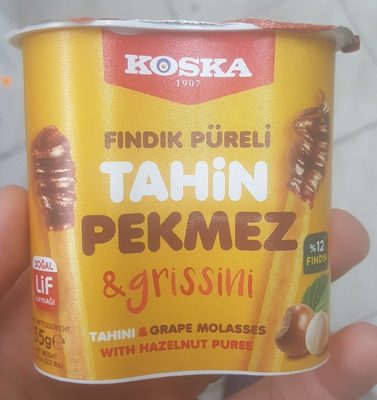 KOSKA
1907
FINDIK PÜRELİ
TAHİN
PEKMEZ
&grissini
%12
FINDIK
DOĞAL
LİF
KAYNAĞI
TAHINI & GRAPE MOLASSES
WITH HAZELNUT PUREE